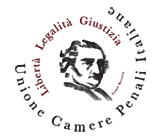 Libertà Legalità Giustizia
Unione Camere Penali Italiane